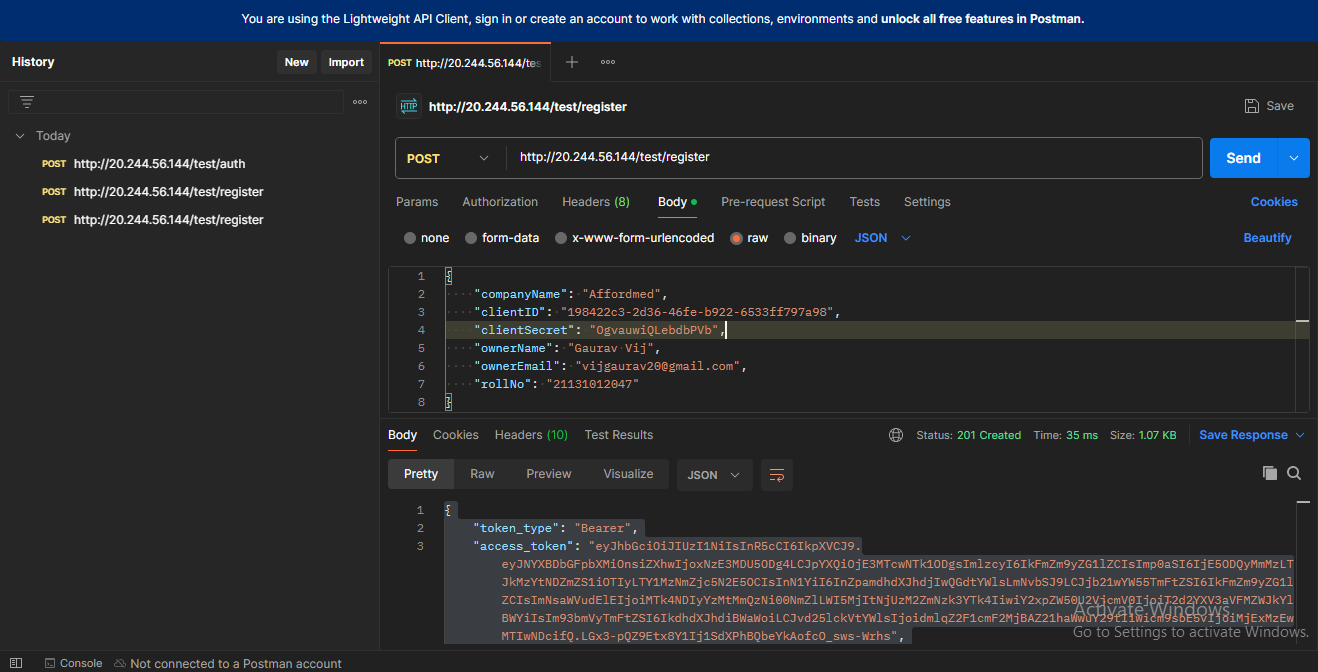 You are using the Lightweight API Client, sign in or create an account to work with collections, environments and unlock all free features in Postman.
History
New
Import
POST http://20.244.56.144/tes
Today
POST http://20.244.56.144/test/auth
POST http://20.244.56.144/test/register
POST http://20.244.56.144/test/register
HTTP http://20.244.56.144/test/register
Save
POST
http://20.244.56.144/test/register
Send
Params
Authorization
Headers (8)
Body
Pre-request Script
Tests
Settings
Cookies
none
form-data
x-www-form-urlencoded
raw
binary
JSON
Beautify
1 {
2 "companyName": "Affordmed",
3 "clientID": "198422c3-2d36-46fe-b922-6533ff797a98",
4 "clientSecret": "OgvauwiQLebdbPVb",
5 "ownerName": "Gaurav Vij",
6 "ownerEmail": "vijgaurav20@gmail.com",
7 "rollNo": "21131012047"
8 }
Body
Cookies
Headers (10)
Test Results
Status: 201 Created
Time: 35 ms
Size: 1.07 KB
Save Response
Pretty
Raw
Preview
Visualize
JSON
1 {
2 "token_type": "Bearer",
3 "access_token": "eyJhbGciOiJIUzI1NiIsInR5cCI6IkpXVCJ9.
Activate Windows
Go to Settings to activate Windows.
Console
Not connected to a Postman account